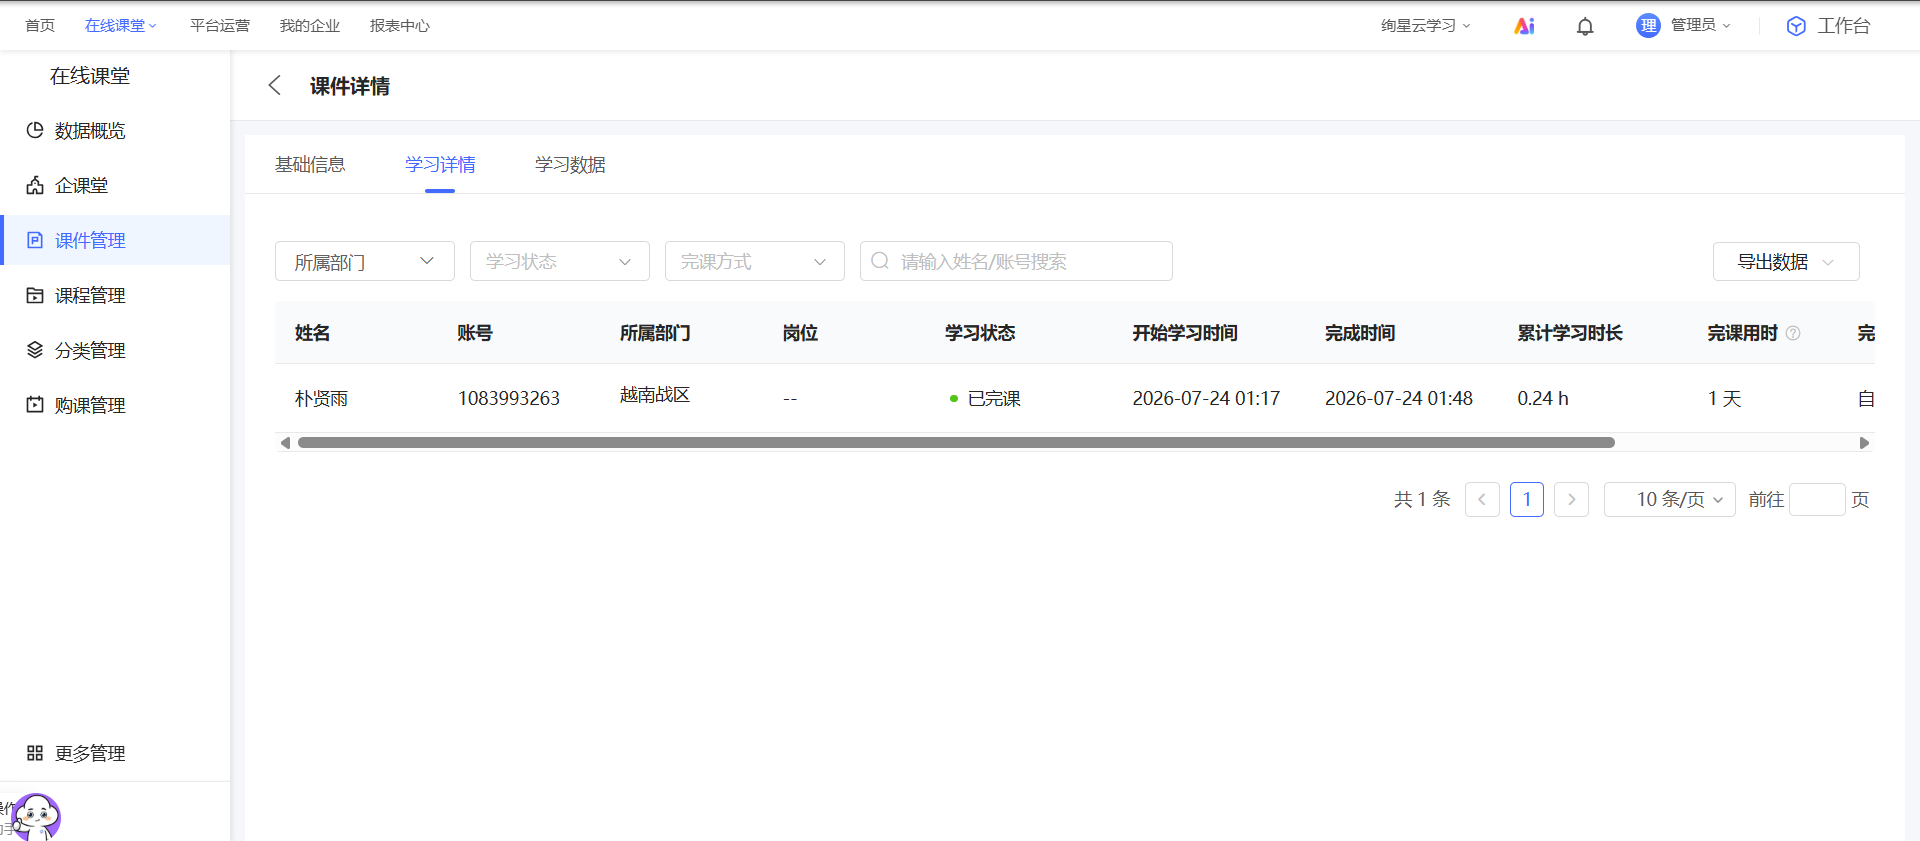 首页 在线课堂 平台运营 我的企业 报表中心 绚星云学习 Ai 理 管理员 工作台
在线课堂
课件详情
数据概览
企课堂
课件管理
课程管理
分类管理
购课管理
更多管理
基础信息 学习详情 学习数据
所属部门 学习状态 完课方式 请输入姓名/账号搜索 导出数据
姓名 账号 所属部门 岗位 学习状态 开始学习时间 完成时间 累计学习时长 完课用时 完
朴贤雨 1083993263 越南战区 -- 已完课 2026-07-24 01:17 2026-07-24 01:48 0.24 h 1 天 自
共 1 条 1 10 条/页 前往 页